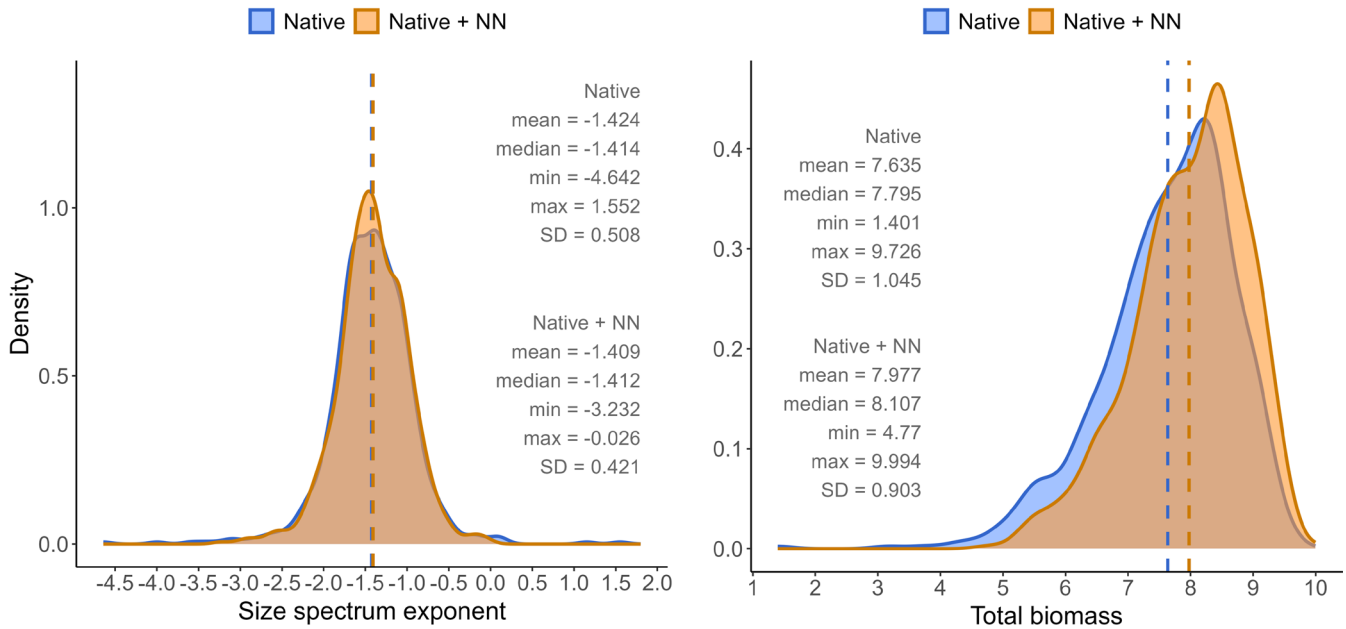 Native Native + NN
Native
mean = -1.424
median = -1.414
min = -4.642
max = 1.552
SD = 0.508
Native + NN
mean = -1.409
median = -1.412
min = -3.232
max = -0.026
SD = 0.421
Density
1.0
0.5
0.0
-4.5 -4.0 -3.5 -3.0 -2.5 -2.0 -1.5 -1.0 -0.5 0.0 0.5 1.0 1.5 2.0
Size spectrum exponent
Native Native + NN
Native
mean = 7.635
median = 7.795
min = 1.401
max = 9.726
SD = 1.045
Native + NN
mean = 7.977
median = 8.107
min = 4.77
max = 9.994
SD = 0.903
0.4
0.3
0.2
0.1
0.0
1 2 3 4 5 6 7 8 9 10
Total biomass